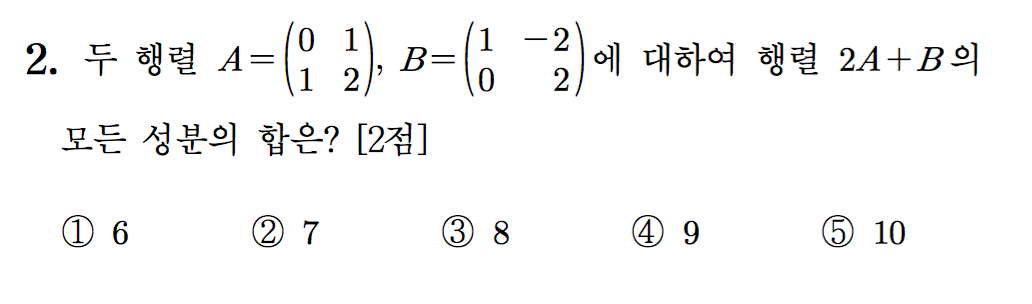 2. 두 행렬 A=(0 1; 1 2), B=(1 -2; 0 2)에 대하여 행렬 2A+B의
모든 성분의 합은? [2점]
① 6 ② 7 ③ 8 ④ 9 ⑤ 10